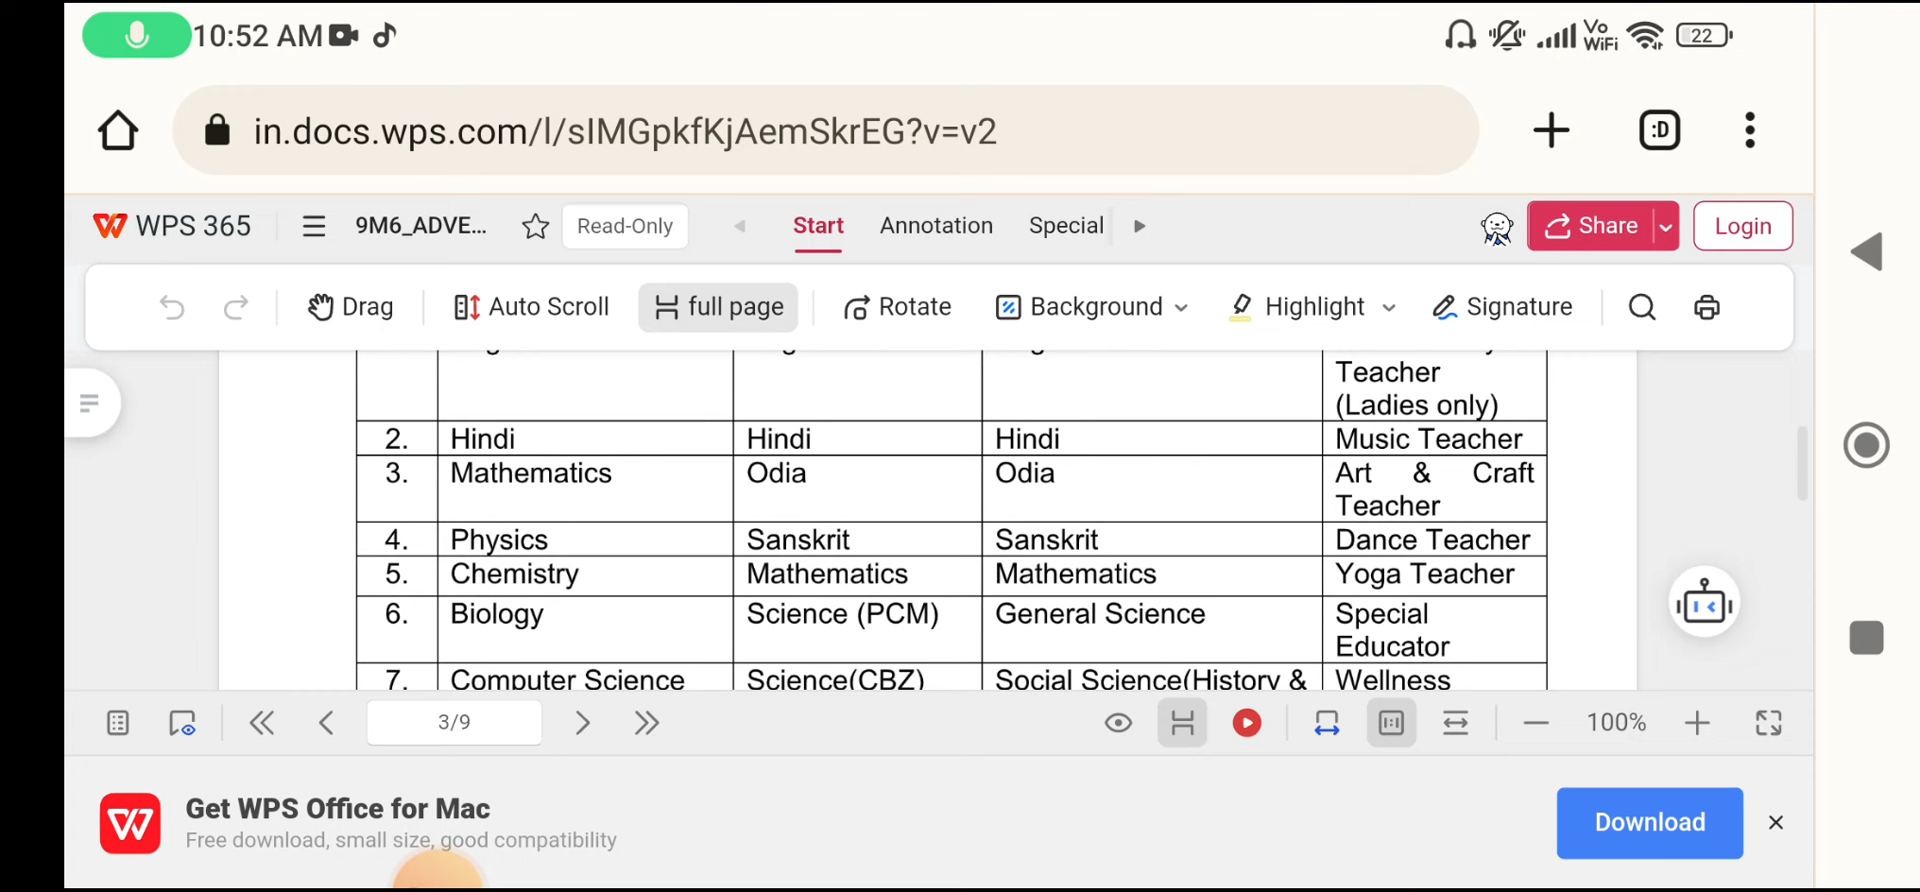 10:52 AM
Vo
WiFi
22
in.docs.wps.com/l/sIMGpkfKjAemSkrEG?v=v2
:D
WPS 365
9M6_ADVE...
Read-Only
Start
Annotation
Special
Share
Login
Drag
Auto Scroll
full page
Rotate
Background
Highlight
Signature
Teacher
(Ladies only)
2. Hindi Hindi Hindi Music Teacher
3. Mathematics Odia Odia Art & Craft
Teacher
4. Physics Sanskrit Sanskrit Dance Teacher
5. Chemistry Mathematics Mathematics Yoga Teacher
6. Biology Science (PCM) General Science Special
Educator
7. Computer Science Science(CBZ) Social Science(History & Wellness
3/9
1:1
100%
Get WPS Office for Mac
Free download, small size, good compatibility
Download